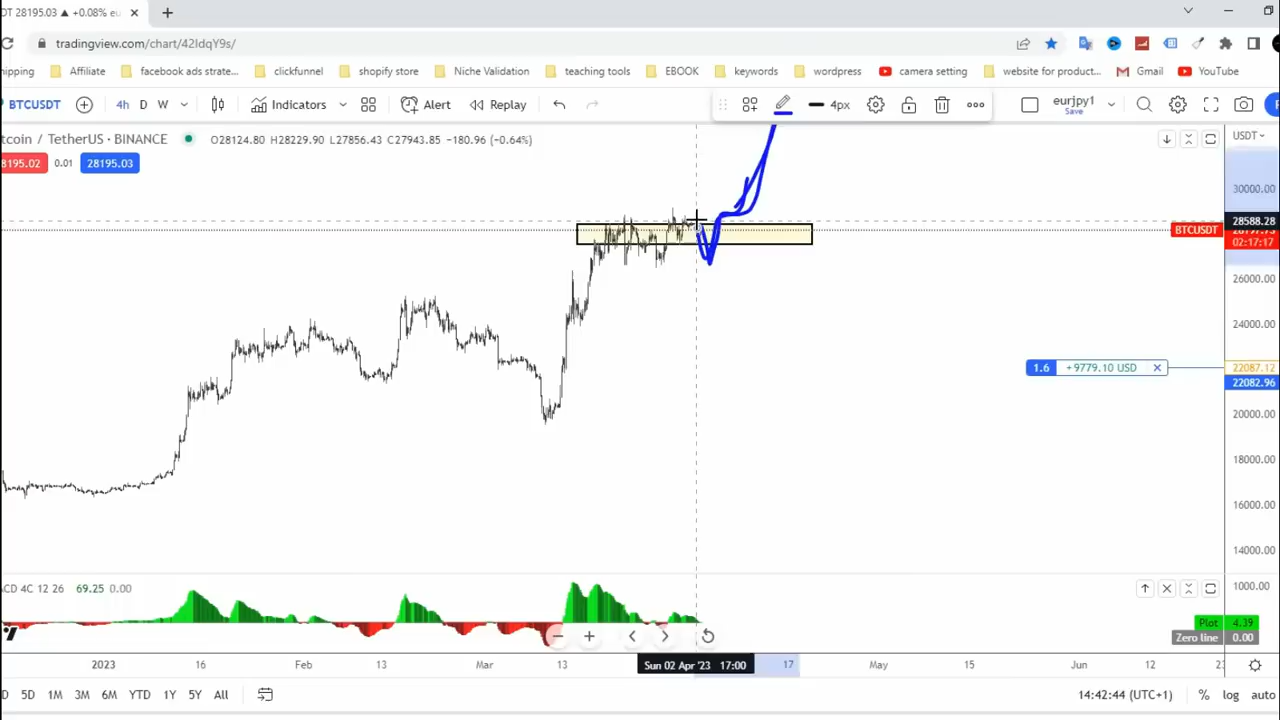 DT 28195.03 ▲ +0.08% eu
tradingview.com/chart/42IdqY9s/
Affiliate
facebook ads strate...
clickfunnel
shopify store
Niche Validation
teaching tools
EBOOK
keywords
wordpress
camera setting
website for product...
Gmail
YouTube
BTCUSDT
4h D W
Indicators
Alert
Replay
4px
eurjpy1
Save
/ TetherUS · BINANCE
O28124.80 H28229.90 L27856.43 C27943.85 −180.96 (−0.64%)
USDT
28195.02 0.01 28195.03
30000.00
28588.28
BTCUSDT
02:17:17
26000.00
24000.00
1.6 +9779.10 USD
22087.12
22082.96
20000.00
18000.00
16000.00
14000.00
4C 12 26 69.25 0.00
1000.00
Plot 4.39
Zero line 0.00
2023 16 Feb 13 Mar 13 Sun 02 Apr '23 17:00 17 May 15 Jun 12
5D 1M 3M 6M YTD 1Y 5Y All
14:42:44 (UTC+1) % log auto